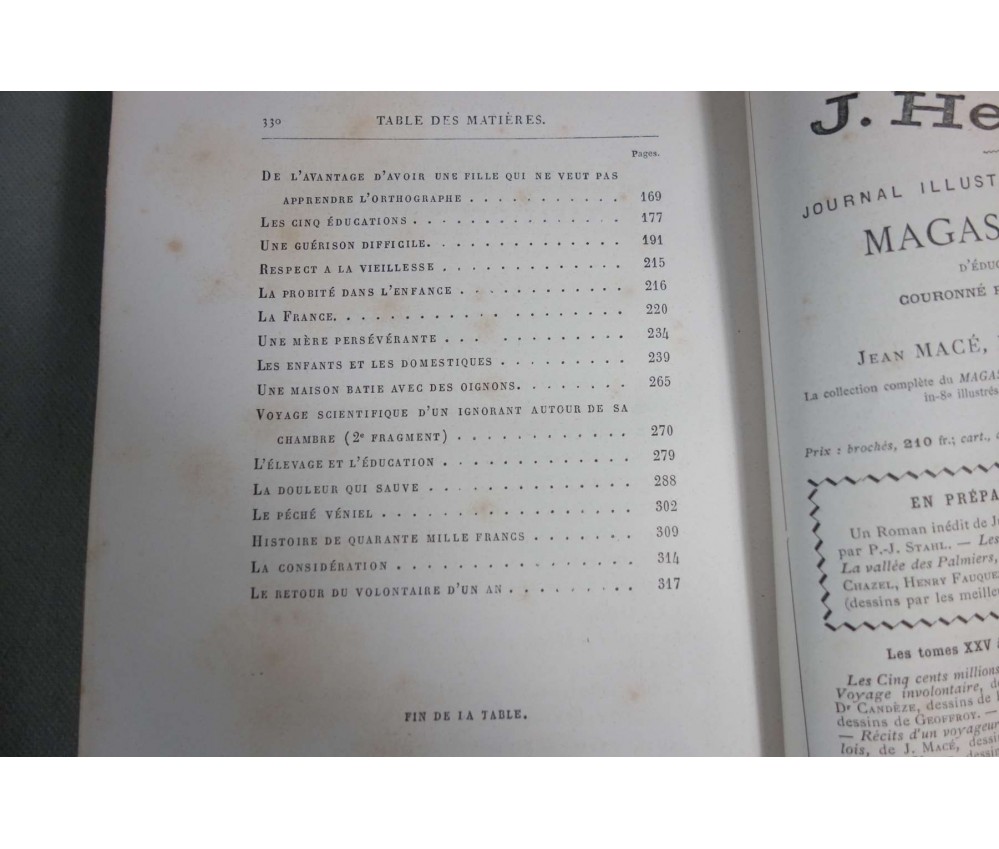 330 TABLE DES MATIÈRES.
Pages.
DE L'AVANTAGE D'AVOIR UNE FILLE QUI NE VEUT PAS
APPRENDRE L'ORTHOGRAPHE . . . . . . . . . . . 169
LES CINQ ÉDUCATIONS . . . . . . . . . . . . . 177
UNE GUÉRISON DIFFICILE. . . . . . . . . . . . 191
RESPECT A LA VIEILLESSE . . . . . . . . . . . 215
LA PROBITÉ DANS L'ENFANCE . . . . . . . . . . 216
LA FRANCE. . . . . . . . . . . . . . . . . 220
UNE MÈRE PERSÉVÉRANTE . . . . . . . . . . . 234
LES ENFANTS ET LES DOMESTIQUES . . . . . . . . 239
UNE MAISON BATIE AVEC DES OIGNONS. . . . . . . 265
VOYAGE SCIENTIFIQUE D'UN IGNORANT AUTOUR DE SA
CHAMBRE (2e FRAGMENT) . . . . . . . . . . . 270
L'ÉLEVAGE ET L'ÉDUCATION . . . . . . . . . . . 279
LA DOULEUR QUI SAUVE . . . . . . . . . . . . 288
LE PÉCHÉ VÉNIEL . . . . . . . . . . . . . . 302
HISTOIRE DE QUARANTE MILLE FRANCS . . . . . . . 309
LA CONSIDÉRATION . . . . . . . . . . . . . . 314
LE RETOUR DU VOLONTAIRE D'UN AN . . . . . . . . 317
FIN DE LA TABLE.
J. He
JOURNAL ILLUST
MAGAS
D'ÉDUC
COURONNÉ
JEAN MACÉ,
La collection complète du MAGAS
in-8º illustrés
Prix : brochés, 210 fr.; cart.,
EN PRÉPA
Un Roman inédit de J
par P.-J. STAHL. — Les
La vallée des Palmiers,
CHAZEL, HENRY FAUQUE
(dessins par les meille
Les tomes XXV
Les Cinq cents millions
Voyage involontaire, d
Dr CANDÈZE, dessins de
dessins de GEOFFROY. —
— Récits d'un voyageur
lois, de J. MACÉ, dessi